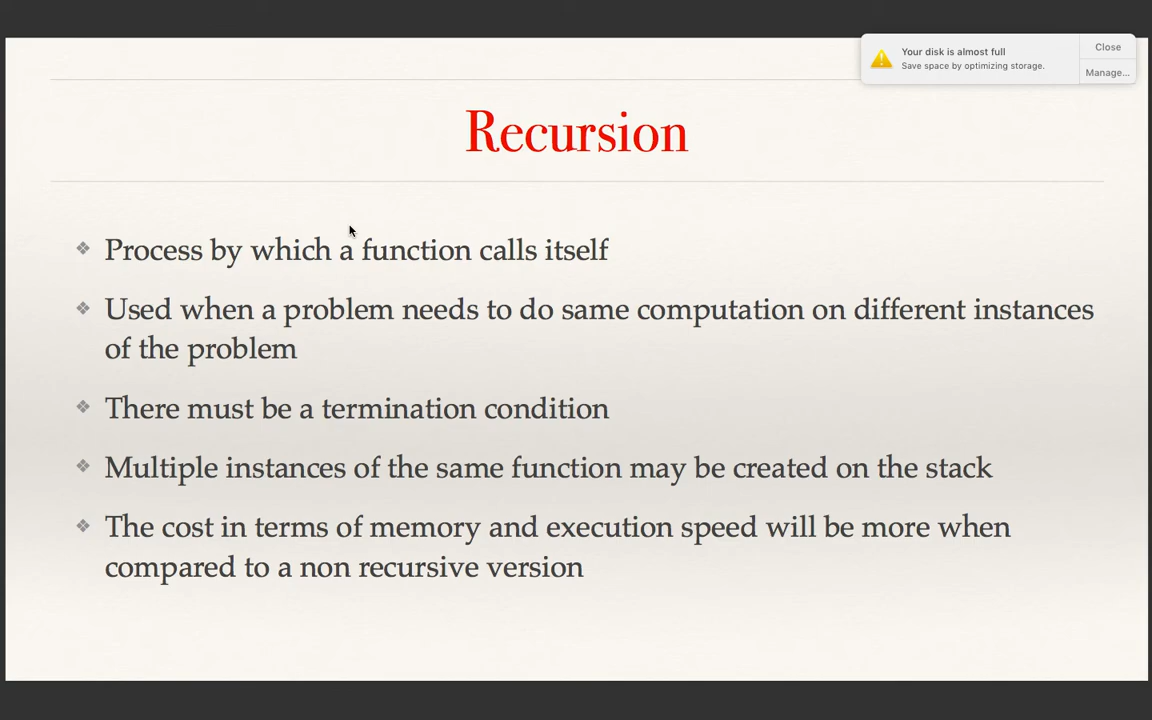 Your disk is almost full
Close
Save space by optimizing storage.
Manage...
Recursion
Process by which a function calls itself
Used when a problem needs to do same computation on different instances
of the problem
There must be a termination condition
Multiple instances of the same function may be created on the stack
The cost in terms of memory and execution speed will be more when
compared to a non recursive version